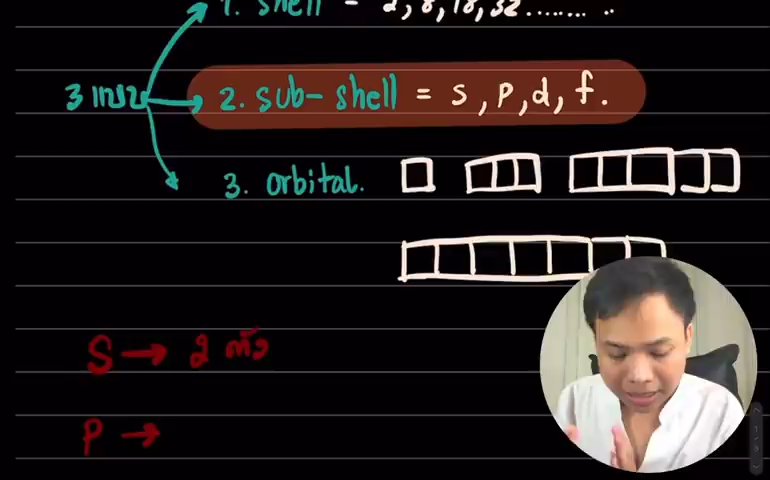 1. shell = 2, 8, 18, 32 ........ ..
3 แบบ
2. sub-shell = s, p, d, f.
3. orbital.
S → 2 ตัว
P →